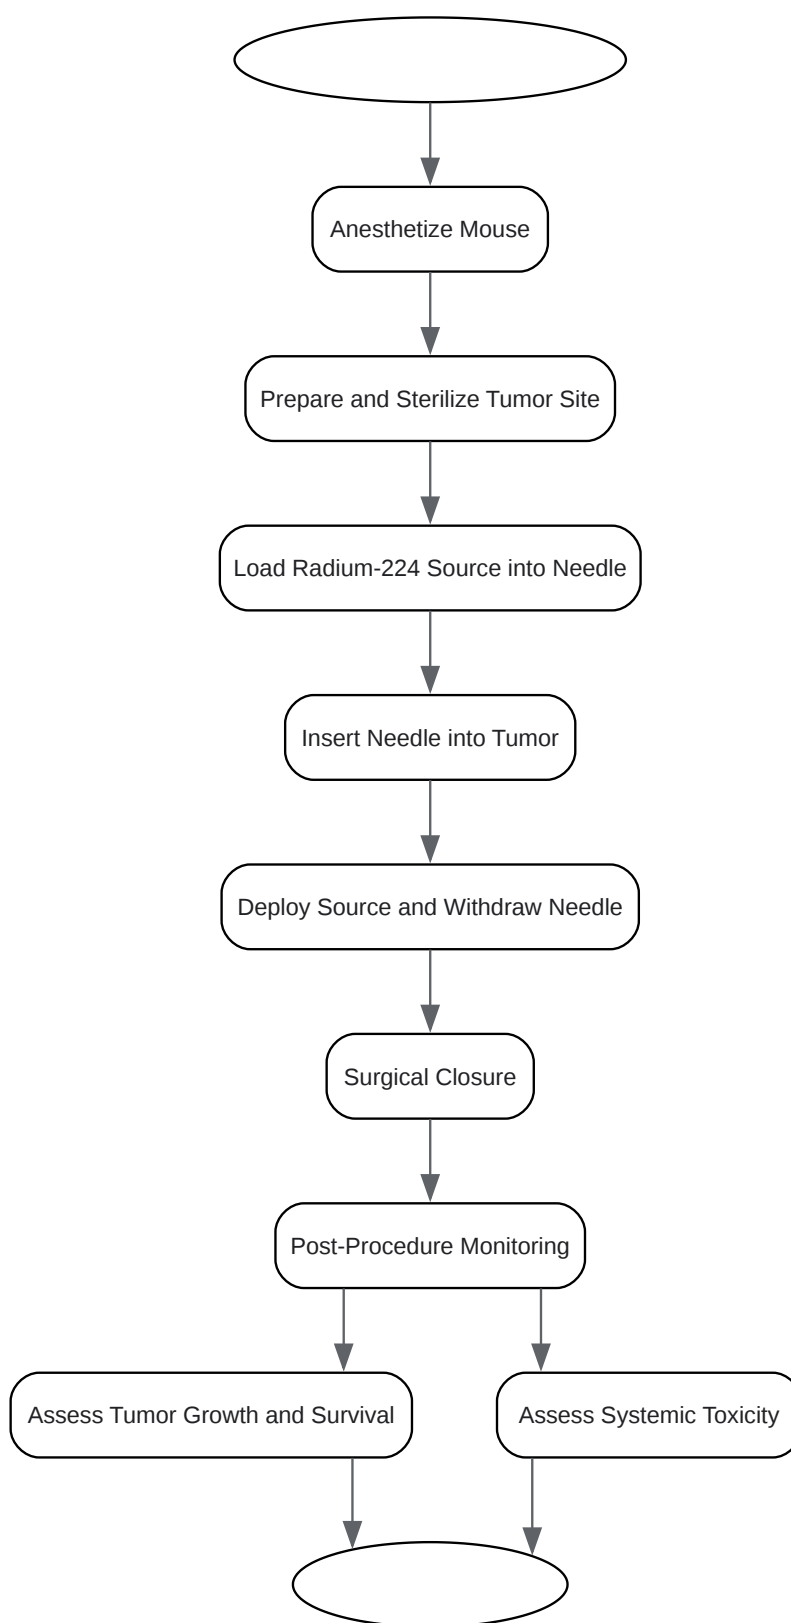 Anesthetize Mouse
Prepare and Sterilize Tumor Site
Load Radium-224 Source into Needle
Insert Needle into Tumor
Deploy Source and Withdraw Needle
Surgical Closure
Post-Procedure Monitoring
Assess Tumor Growth and Survival
Assess Systemic Toxicity